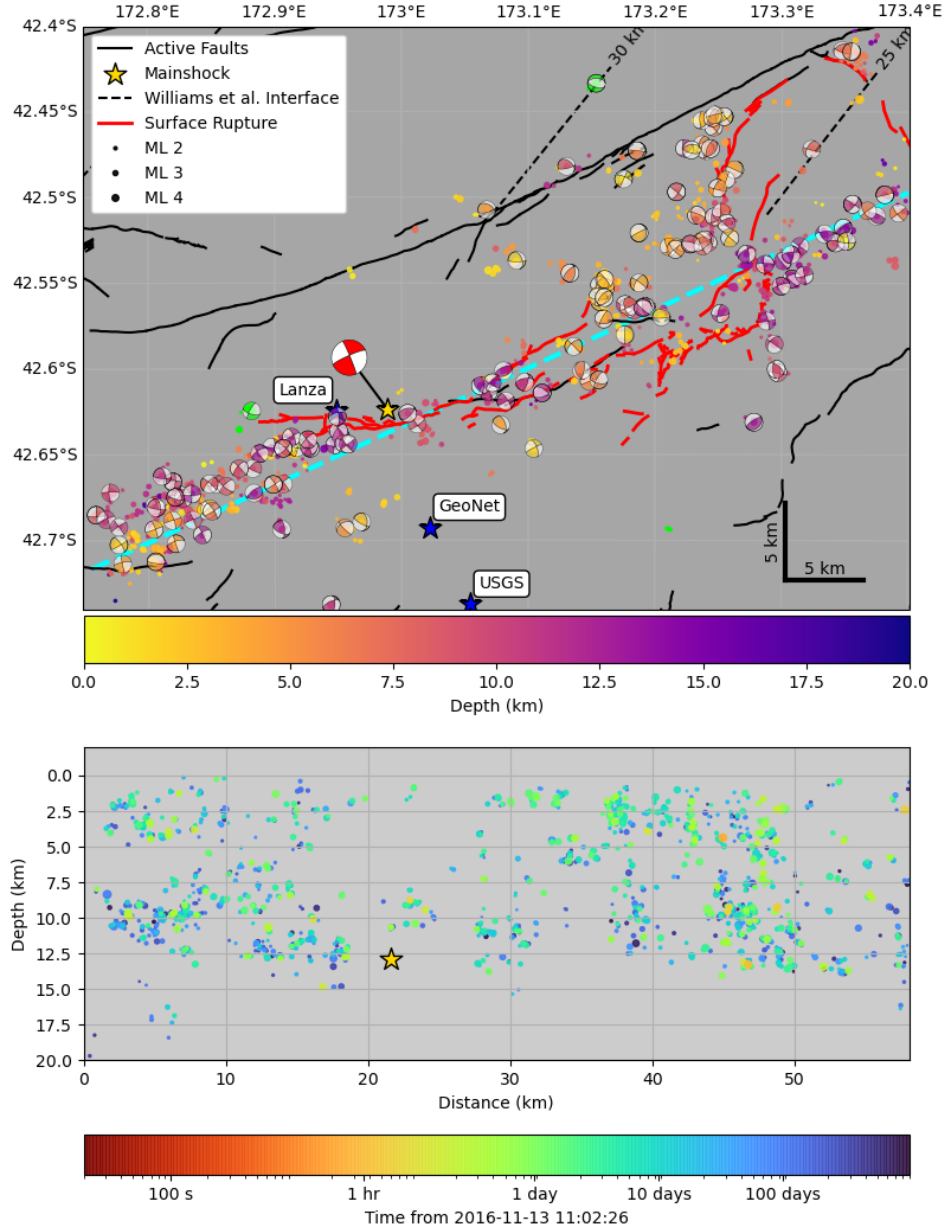 172.8°E 172.9°E 173°E 173.1°E 173.2°E 173.3°E 173.4°E
42.4°S
42.45°S
42.5°S
42.55°S
42.6°S
42.65°S
42.7°S
Active Faults
Mainshock
Williams et al. Interface
Surface Rupture
ML 2
ML 3
ML 4
30 km
25 km
Lanza
GeoNet
USGS
5 km
5 km
0.0 2.5 5.0 7.5 10.0 12.5 15.0 17.5 20.0
Depth (km)
0.0
2.5
5.0
7.5
10.0
12.5
15.0
17.5
20.0
Depth (km)
0 10 20 30 40 50
Distance (km)
Mainshock
100 s 1 hr 1 day 10 days 100 days
Time from 2016-11-13 11:02:26